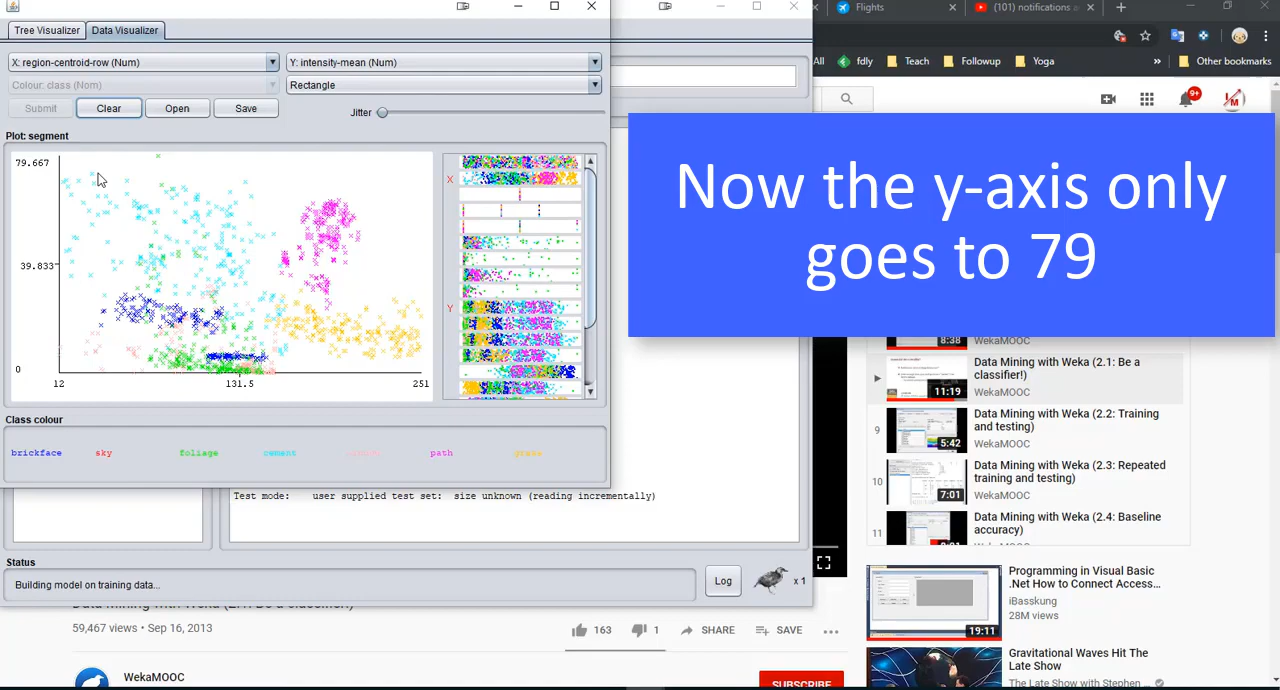 Flights
(101) notifications
Tree Visualizer
Data Visualizer
All
fdly
Teach
Followup
Yoga
»
Other bookmarks
X: region-centroid-row (Num)
Y: intensity-mean (Num)
Colour: class (Nom)
Rectangle
Submit
Clear
Open
Save
Jitter
9+
Plot: segment
79.667
39.833
0
12
131.5
251
X
Y
Now the y-axis only
goes to 79
8:38
WekaMOOC
Data Mining with Weka (2.1: Be a
classifier!)
WekaMOOC
11:19
9
Data Mining with Weka (2.2: Training
and testing)
WekaMOOC
5:42
10
Data Mining with Weka (2.3: Repeated
training and testing)
WekaMOOC
7:01
11
Data Mining with Weka (2.4: Baseline
accuracy)
Class colour
brickface
sky
foliage
cement
path
grass
Test mode: user supplied test set: size unknown (reading incrementally)
Status
Building model on training data...
Log
x 1
59,467 views • Sep 16, 2013
163
1
SHARE
SAVE
Programming in Visual Basic
.Net How to Connect Access...
iBasskung
28M views
19:11
Gravitational Waves Hit The
Late Show
The Late Show with Stephen
WekaMOOC
SUBSCRIBE